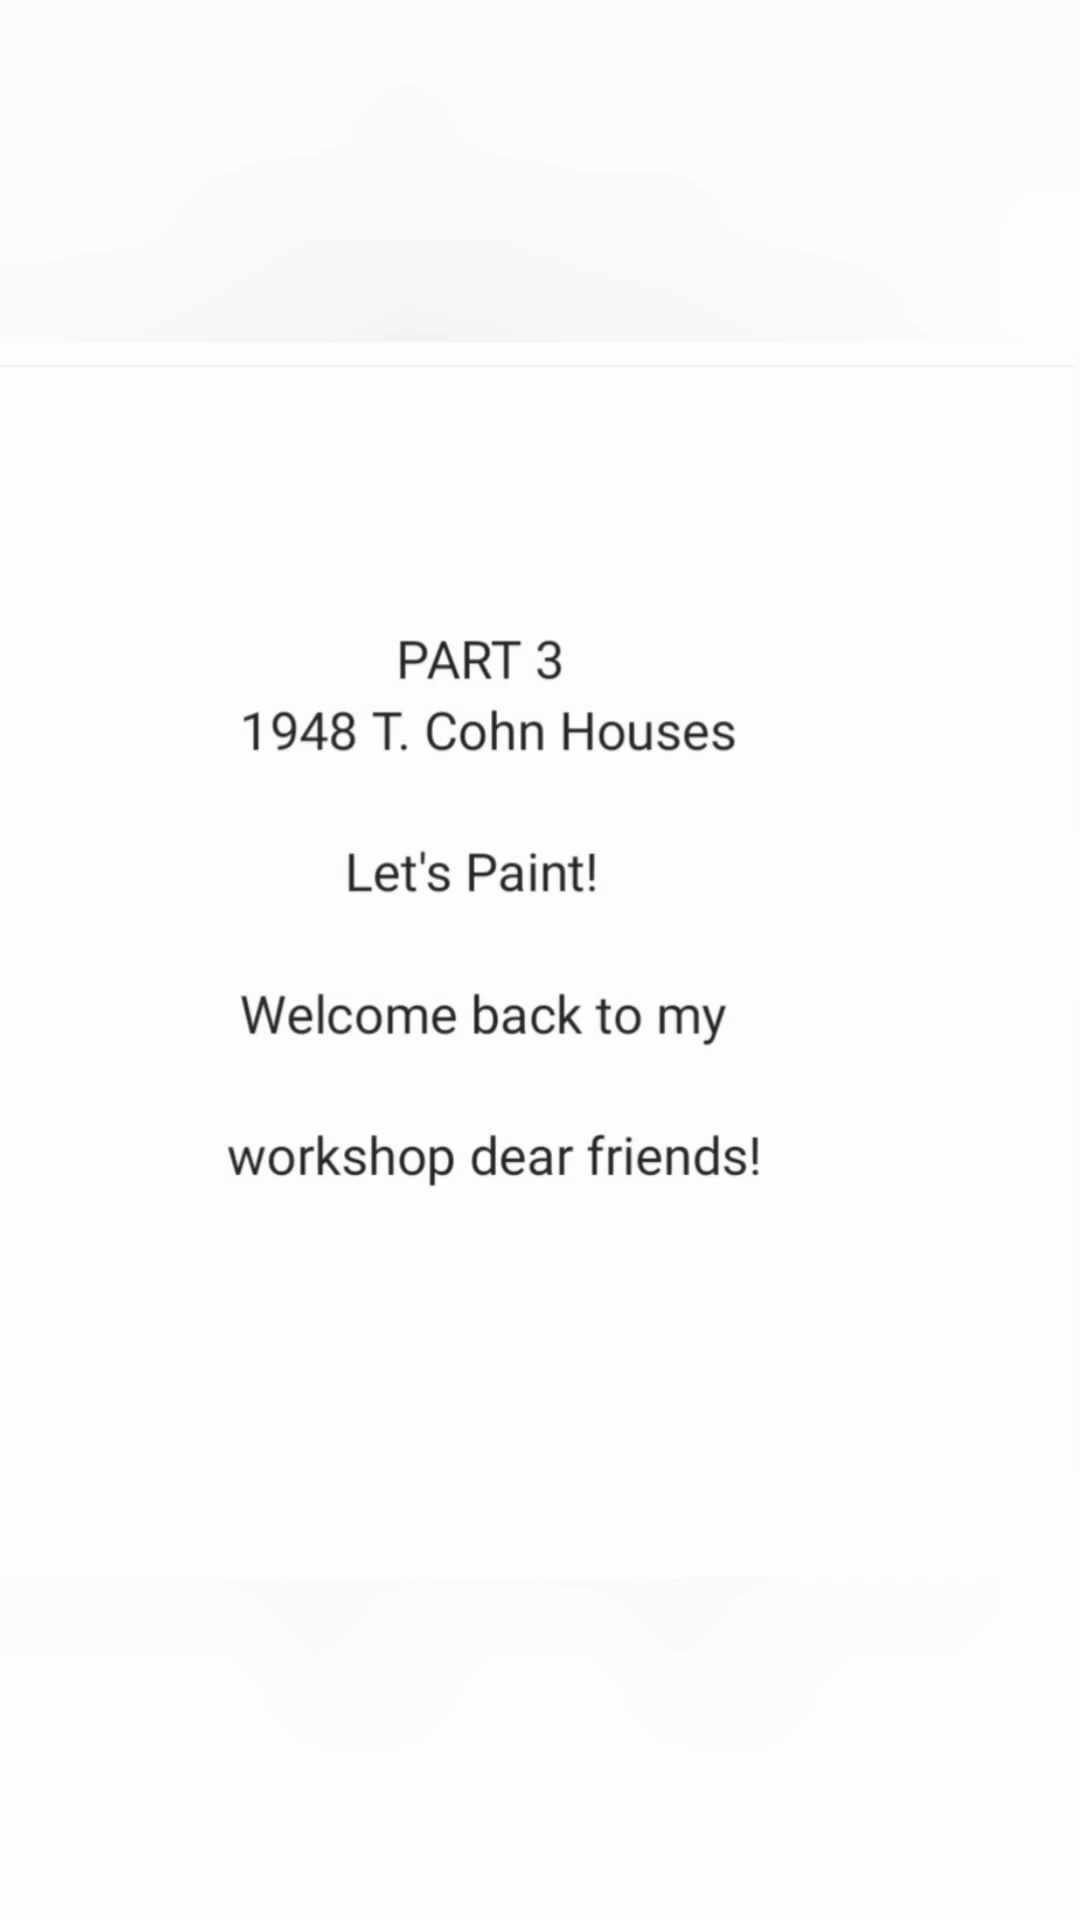 PART 3
1948 T. Cohn Houses
Let's Paint!
Welcome back to my
workshop dear friends!